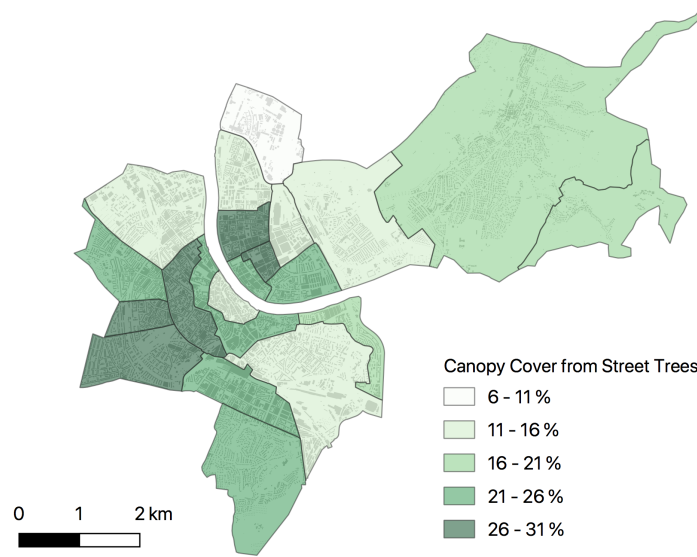 Canopy Cover from Street Trees
6 - 11 %
11 - 16 %
16 - 21 %
21 - 26 %
26 - 31 %
0 1 2 km